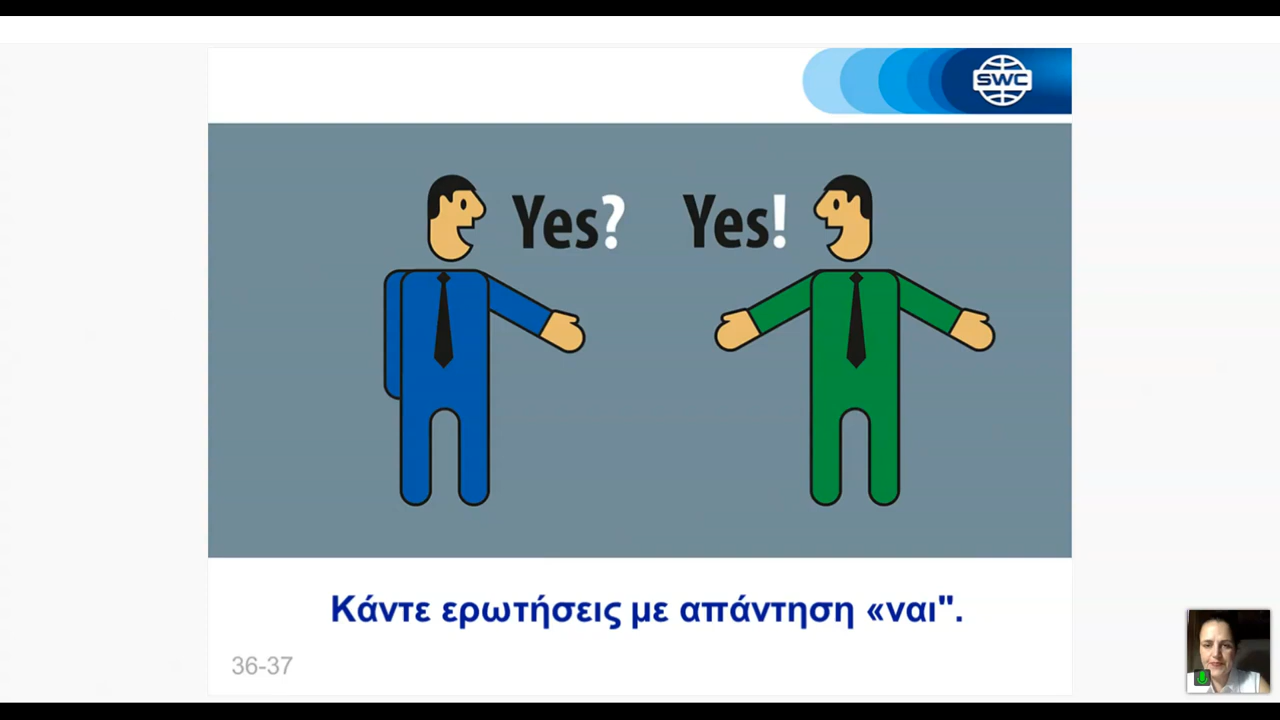 SWC
Yes? Yes!
Κάντε ερωτήσεις με απάντηση «ναι".
36-37